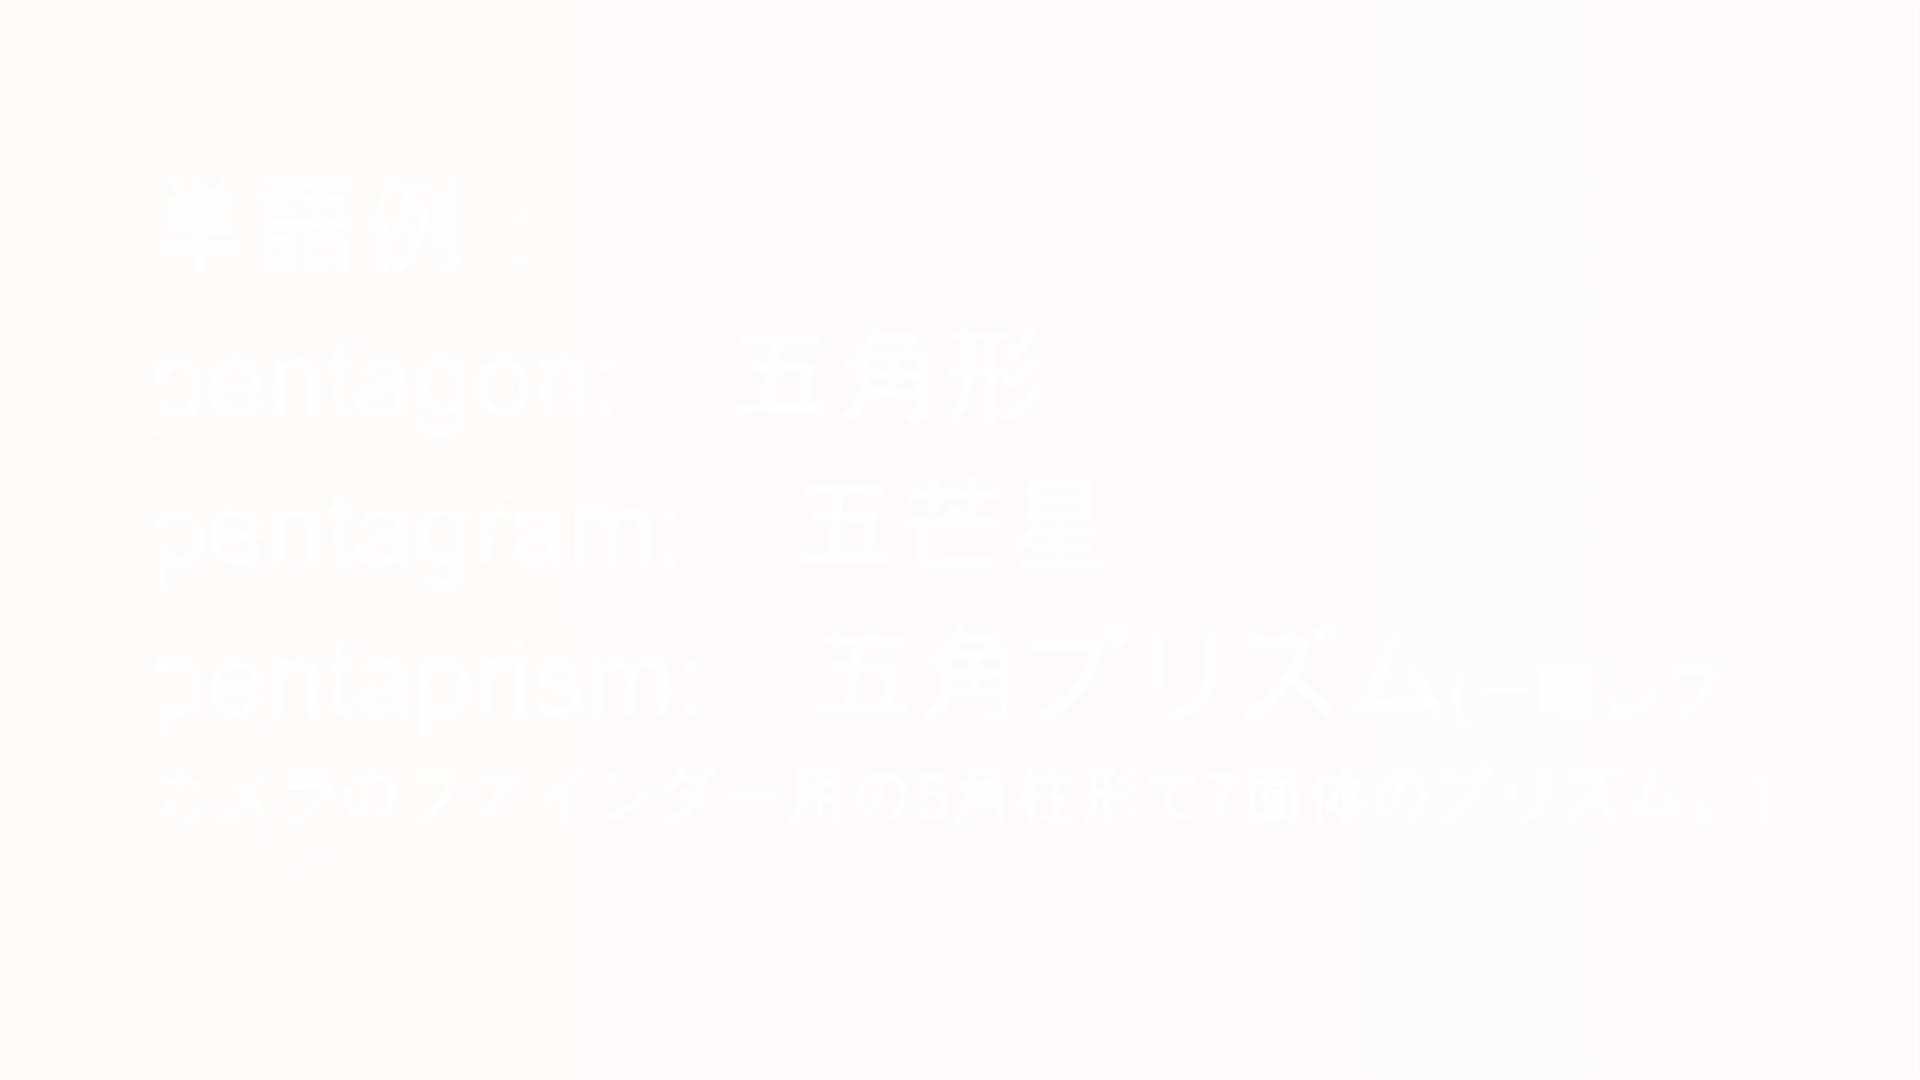 単語例：
pentagon:　五角形
pentagram:　五芒星
pentaprism:　五角プリズム(一眼レフ
カメラのファインダー用の5角柱形で7面体のプリズム。)